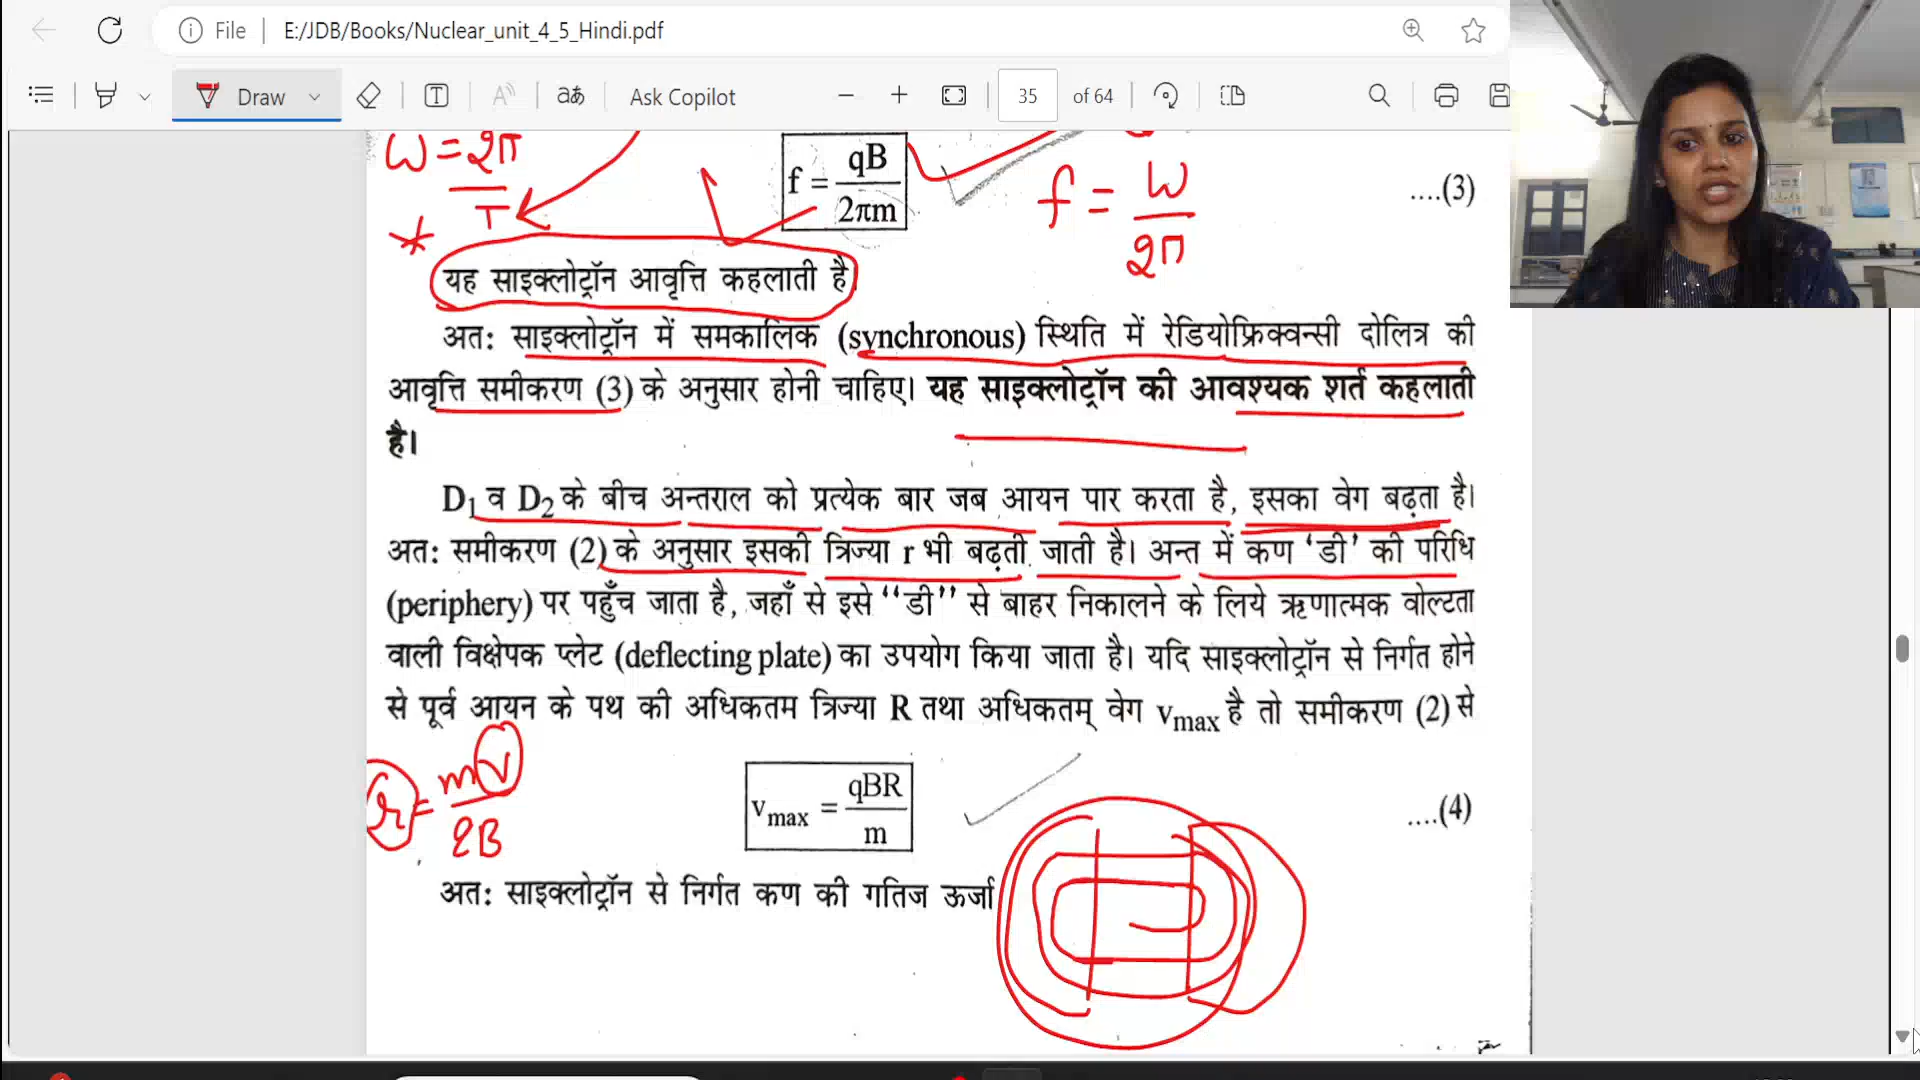 File
E:/JDB/Books/Nuclear_unit_4_5_Hindi.pdf
Draw
aあ
Ask Copilot
35
of 64
ω = 2π / T
f = qB / 2πm
f = ω / 2π
....(3)
यह साइक्लोट्रॉन आवृत्ति कहलाती है
अतः साइक्लोट्रॉन में समकालिक (synchronous) स्थिति में रेडियोफ्रिक्वन्सी दोलित्र की
आवृत्ति समीकरण (3) के अनुसार होनी चाहिए। यह साइक्लोट्रॉन की आवश्यक शर्त कहलाती
है।
D₁ व D₂ के बीच अन्तराल को प्रत्येक बार जब आयन पार करता है, इसका वेग बढ़ता है।
अतः समीकरण (2) के अनुसार इसकी त्रिज्या r भी बढ़ती जाती है। अन्त में कण ‘डी’ की परिधि
(periphery) पर पहुँच जाता है, जहाँ से इसे “डी” से बाहर निकालने के लिये ऋणात्मक वोल्टता
वाली विक्षेपक प्लेट (deflecting plate) का उपयोग किया जाता है। यदि साइक्लोट्रॉन से निर्गत होने
से पूर्व आयन के पथ की अधिकतम त्रिज्या R तथा अधिकतम् वेग vmax है तो समीकरण (2) से
r = mv / qB
vmax = qBR / m
....(4)
अतः साइक्लोट्रॉन से निर्गत कण की गतिज ऊर्जा